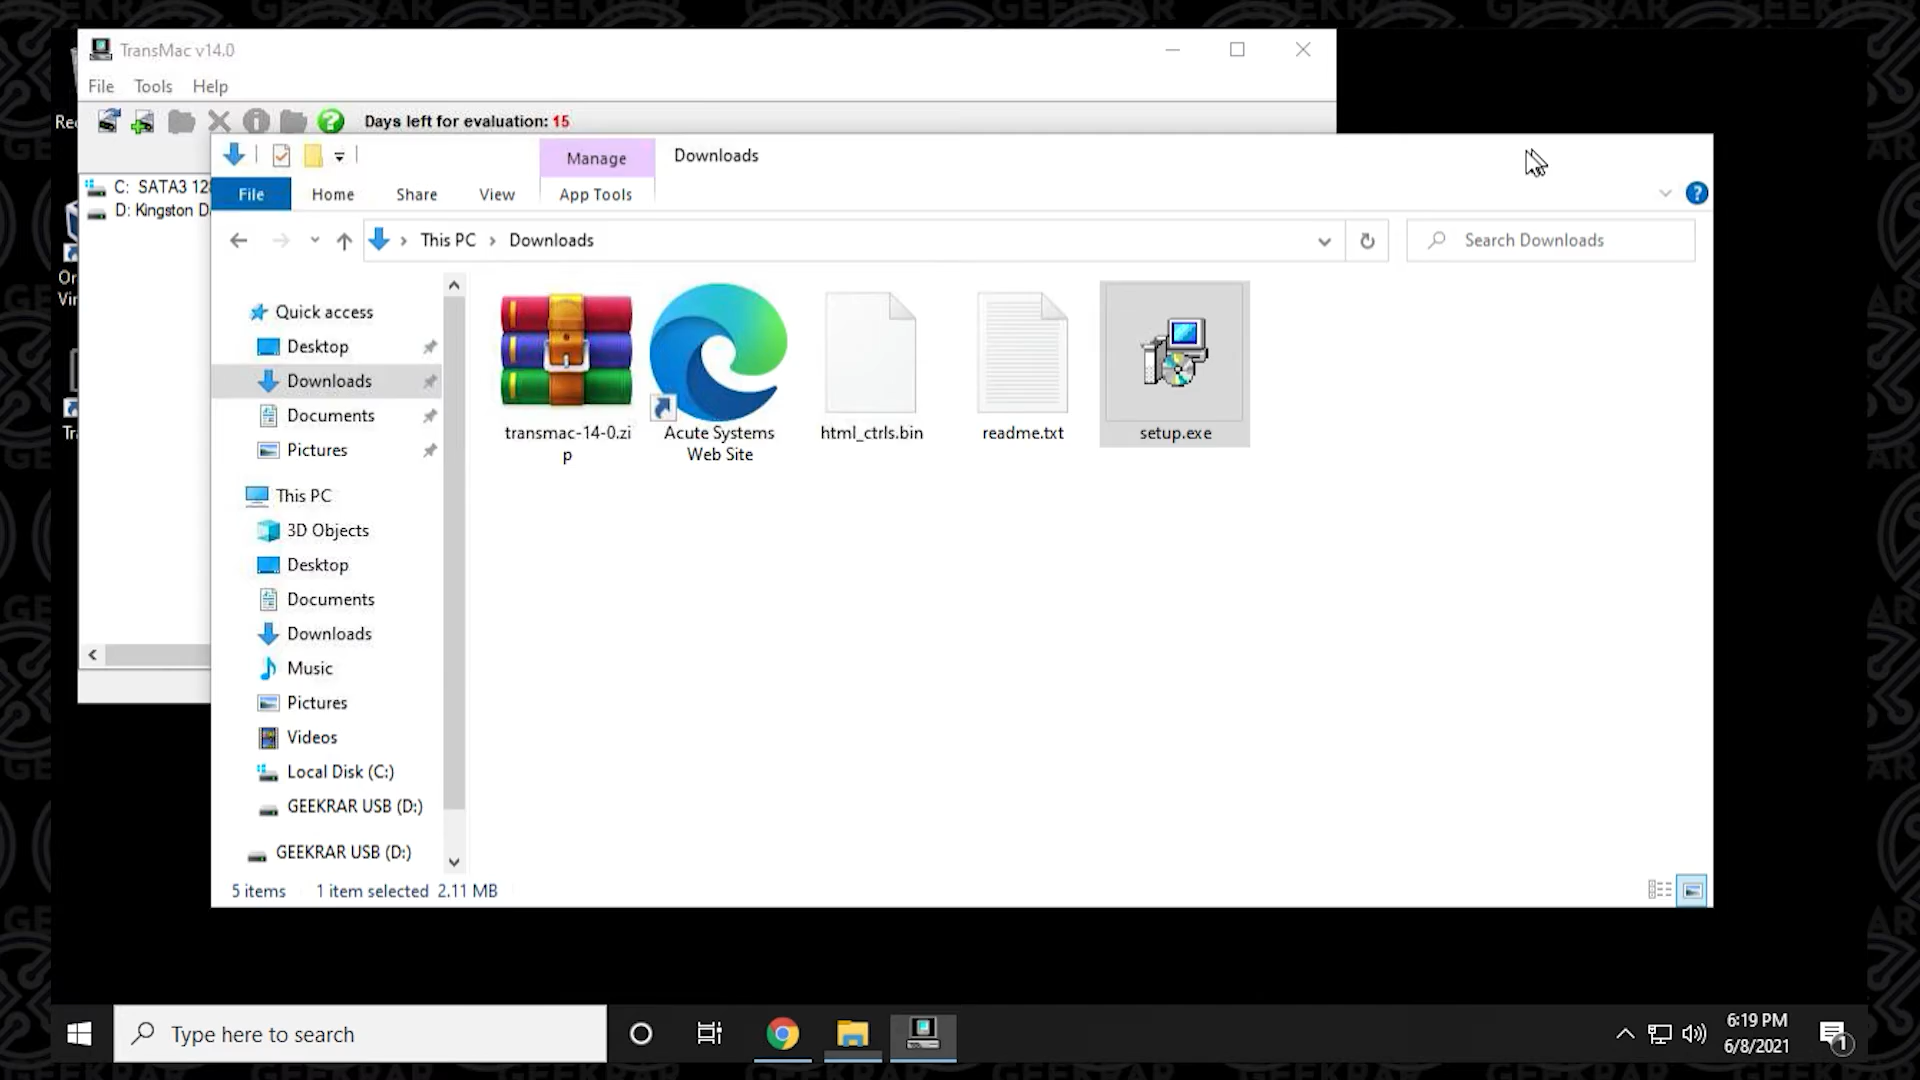 TransMac v14.0
File Tools Help
Days left for evaluation: 15
C: SATA3 128
D: Kingston D
Manage
Downloads
File Home Share View App Tools
This PC Downloads
Search Downloads
Quick access
Desktop
Downloads
Documents
Pictures
This PC
3D Objects
Desktop
Documents
Downloads
Music
Pictures
Videos
Local Disk (C:)
GEEKRAR USB (D:)
GEEKRAR USB (D:)
transmac-14-0.zi
p
Acute Systems
Web Site
html_ctrls.bin
readme.txt
setup.exe
5 items 1 item selected 2.11 MB
Type here to search
6:19 PM
6/8/2021
1